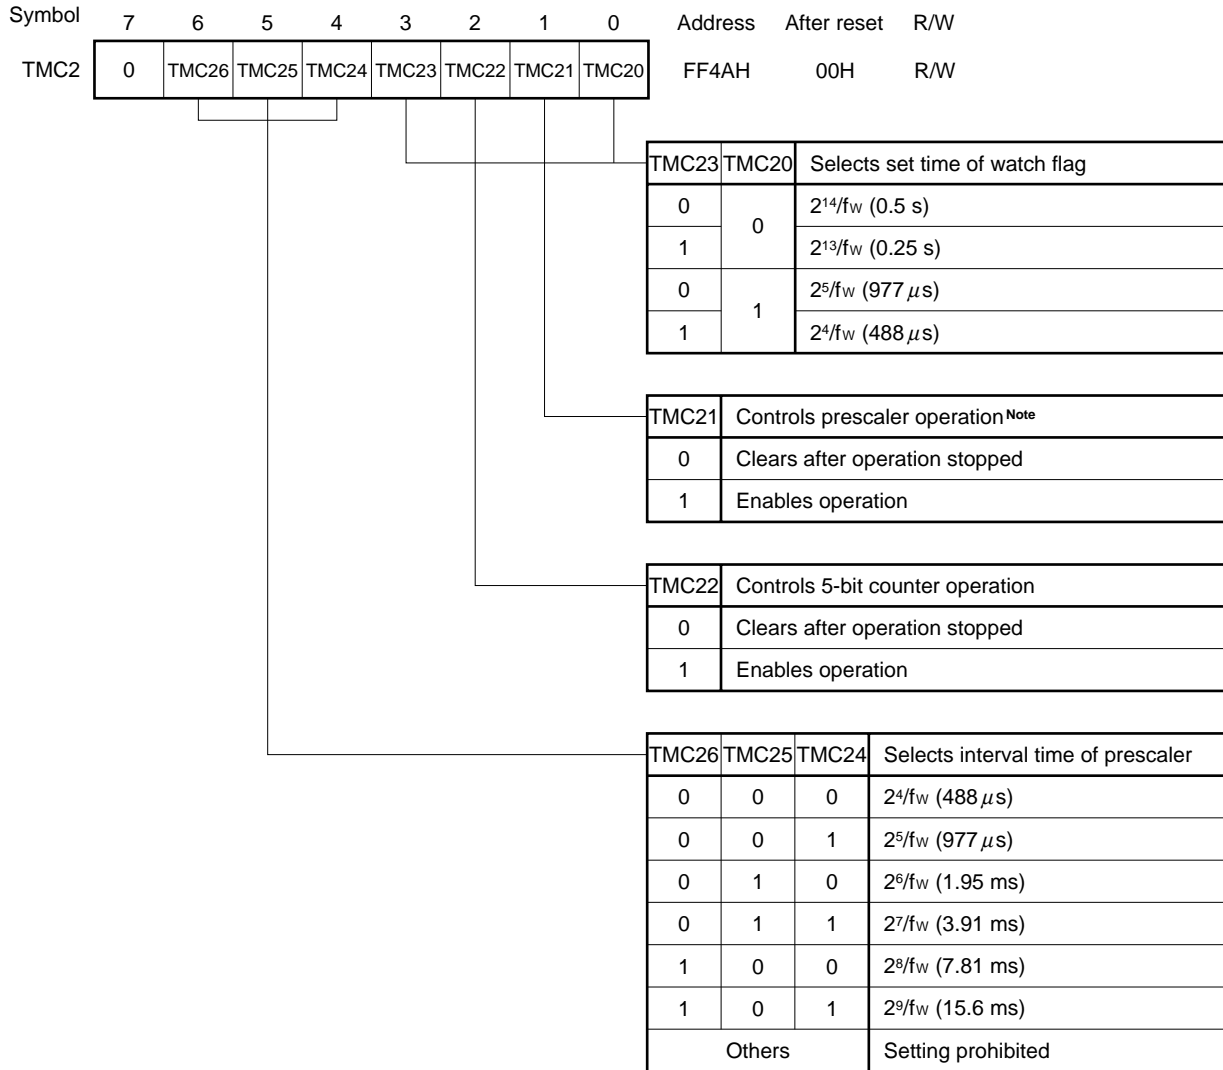 Symbol 7 6 5 4 3 2 1 0 Address After reset R/W
TMC2 0 TMC26 TMC25 TMC24 TMC23 TMC22 TMC21 TMC20 FF4AH 00H R/W
TMC23 TMC20 Selects set time of watch flag
0 0 2¹⁴/fw (0.5 s)
1 2¹³/fw (0.25 s)
0 1 2⁵/fw (977 μs)
1 2⁴/fw (488 μs)
TMC21 Controls prescaler operation Note
0 Clears after operation stopped
1 Enables operation
TMC22 Controls 5-bit counter operation
0 Clears after operation stopped
1 Enables operation
TMC26 TMC25 TMC24 Selects interval time of prescaler
0 0 0 2⁴/fw (488 μs)
0 0 1 2⁵/fw (977 μs)
0 1 0 2⁶/fw (1.95 ms)
0 1 1 2⁷/fw (3.91 ms)
1 0 0 2⁸/fw (7.81 ms)
1 0 1 2⁹/fw (15.6 ms)
Others Setting prohibited